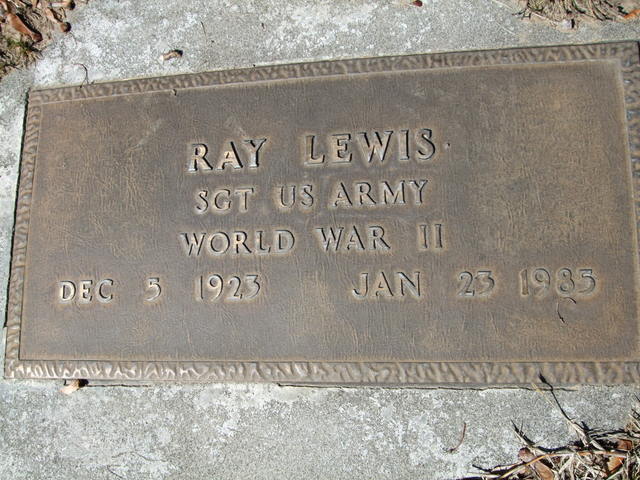 RAY LEWIS
SGT US ARMY
WORLD WAR II
DEC 5 1923 JAN 23 1985